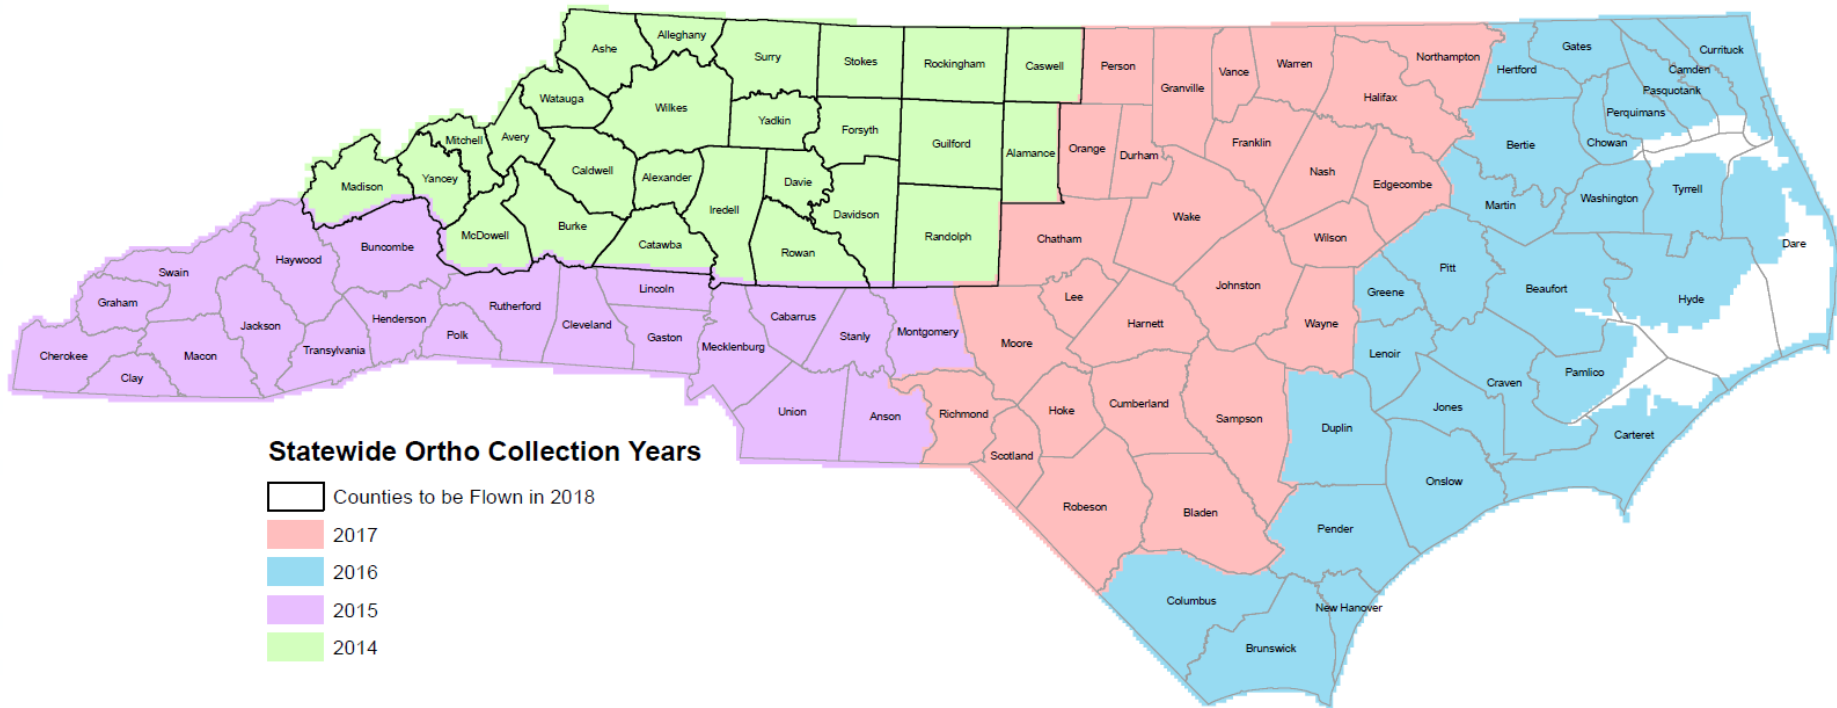 Ashe
Alleghany
Surry
Stokes
Rockingham
Caswell
Person
Granville
Vance
Warren
Northampton
Halifax
Hertford
Gates
Currituck
Camden
Pasquotank
Perquimans
Chowan
Bertie
Watauga
Wilkes
Yadkin
Forsyth
Guilford
Alamance
Orange
Durham
Franklin
Nash
Edgecombe
Martin
Washington
Tyrrell
Dare
Mitchell
Avery
Madison
Yancey
Caldwell
Alexander
Davie
Iredell
Davidson
Randolph
McDowell
Burke
Catawba
Rowan
Chatham
Wake
Wilson
Pitt
Beaufort
Hyde
Swain
Haywood
Buncombe
Graham
Jackson
Henderson
Rutherford
Cleveland
Lincoln
Gaston
Polk
Mecklenburg
Cabarrus
Stanly
Montgomery
Moore
Lee
Harnett
Johnston
Wayne
Greene
Lenoir
Craven
Pamlico
Jones
Carteret
Cherokee
Clay
Macon
Transylvania
Union
Anson
Richmond
Scotland
Hoke
Cumberland
Sampson
Duplin
Onslow
Robeson
Bladen
Pender
Columbus
New Hanover
Brunswick
Statewide Ortho Collection Years
Counties to be Flown in 2018
2017
2016
2015
2014